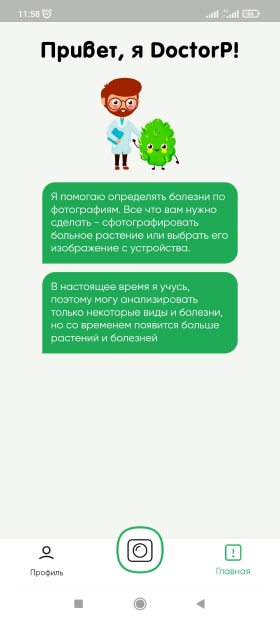 11:58
Привет, я DoctorP!
Я помогаю определять болезни по
фотографиям. Все что вам нужно
сделать - сфотографировать
больное растение или выбрать его
изображение с устройства.
В настоящее время я учусь,
поэтому могу анализировать
только некоторые виды и болезни,
но со временем появится больше
растений и болезней
Профиль
Главная